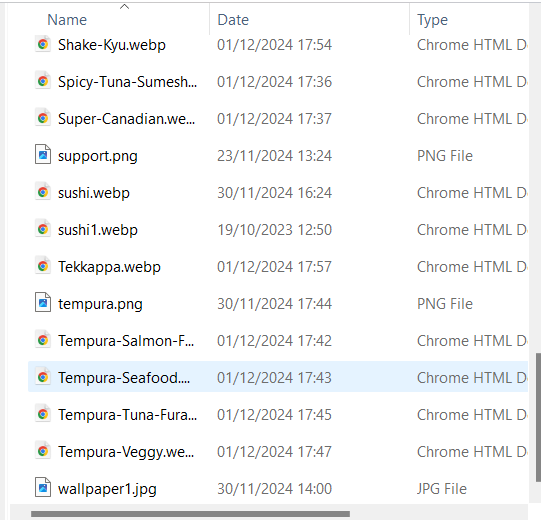 Name Date Type
Shake-Kyu.webp 01/12/2024 17:54 Chrome HTML D
Spicy-Tuna-Sumesh... 01/12/2024 17:36 Chrome HTML D
Super-Canadian.we... 01/12/2024 17:37 Chrome HTML D
support.png 23/11/2024 13:24 PNG File
sushi.webp 30/11/2024 16:24 Chrome HTML D
sushi1.webp 19/10/2023 12:50 Chrome HTML D
Tekkappa.webp 01/12/2024 17:57 Chrome HTML D
tempura.png 30/11/2024 17:44 PNG File
Tempura-Salmon-F... 01/12/2024 17:42 Chrome HTML D
Tempura-Seafood.... 01/12/2024 17:43 Chrome HTML D
Tempura-Tuna-Fura... 01/12/2024 17:45 Chrome HTML D
Tempura-Veggy.we... 01/12/2024 17:47 Chrome HTML D
wallpaper1.jpg 30/11/2024 14:00 JPG File